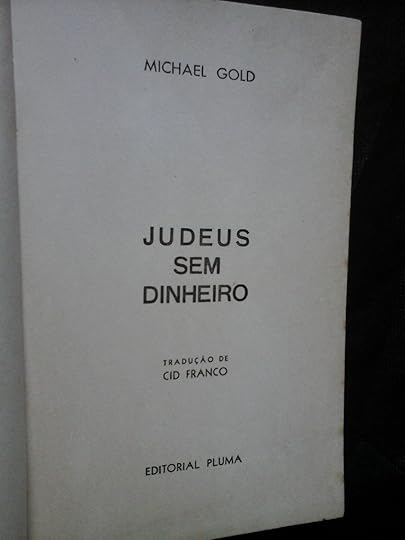 MICHAEL GOLD
JUDEUS
SEM
DINHEIRO
TRADUÇÃO DE
CID FRANCO
EDITORIAL PLUMA